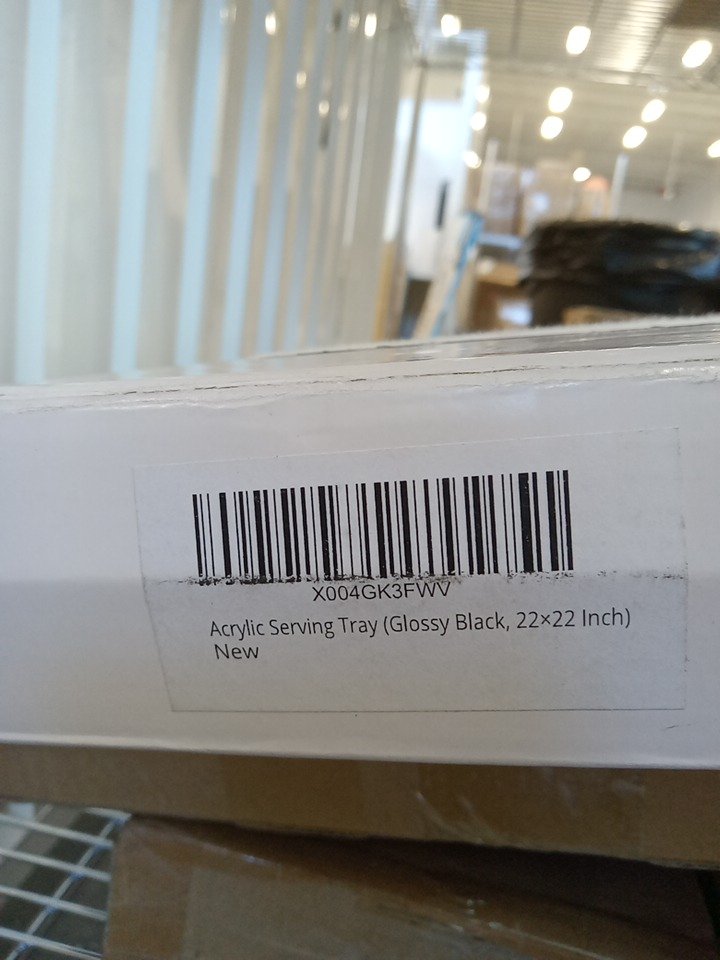 X004GK3FWV
Acrylic Serving Tray (Glossy Black, 22×22 Inch)
New